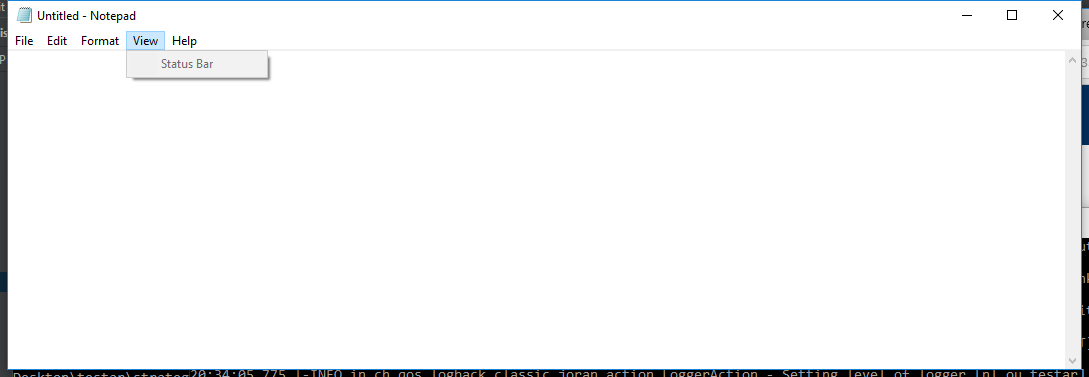 Untitled - Notepad
File Edit Format View Help
Status Bar
Desktop\testar\strateg20:34:05,775 |-INFO in ch.qos.logback.classic.joran.action.LoggerAction - Setting level of logger [nl.ou.testar